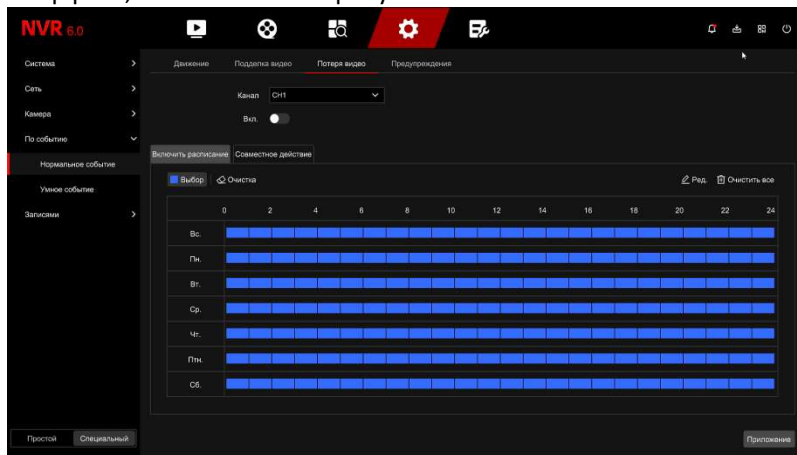 NVR 6.0
Система
Сеть
Камера
По событию
Нормальное событие
Умное событие
Записями
Движение Подделка видео Потеря видео Предупреждения
Канал CH1
Вкл.
Включить расписание Совместное действие
Выбор Очистка Ред. Очистить все
0 2 4 6 8 10 12 14 16 18 20 22 24
Вс.
Пн.
Вт.
Ср.
Чт.
Птн.
Сб.
Простой Специальный
Приложение